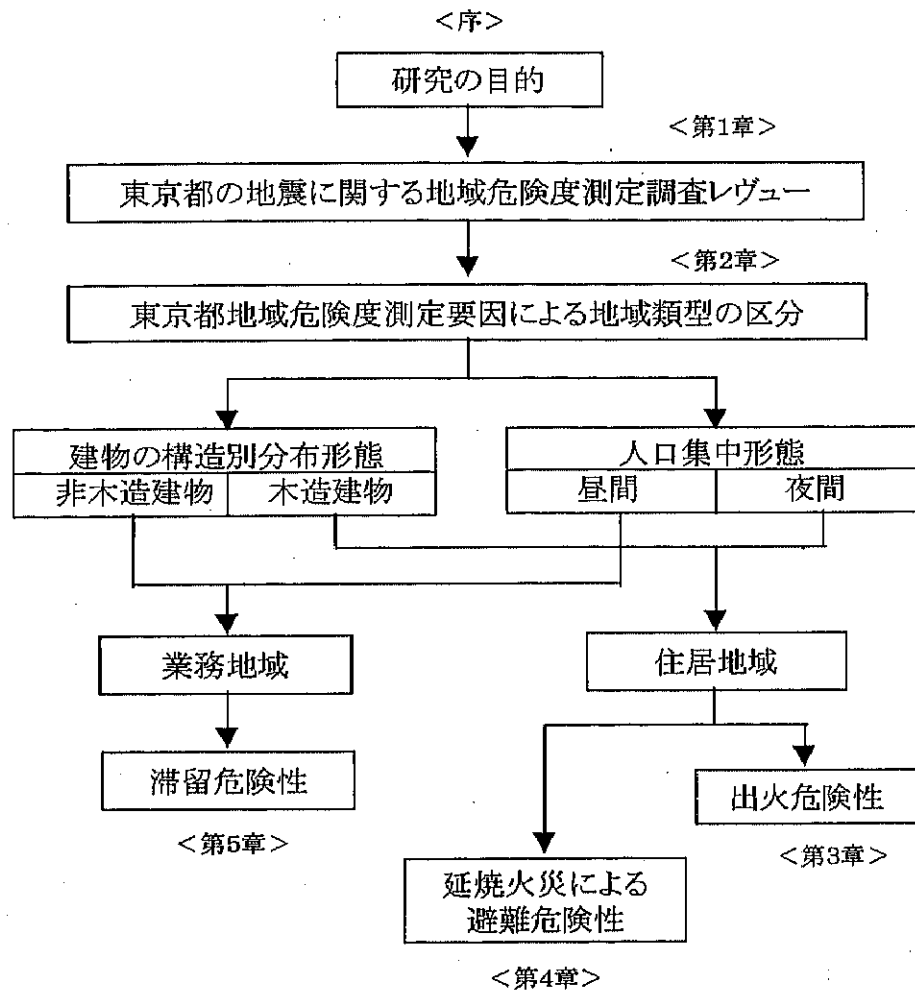 ＜序＞
研究の目的
＜第1章＞
東京都の地震に関する地域危険度測定調査レヴュー
＜第2章＞
東京都地域危険度測定要因による地域類型の区分
建物の構造別分布形態
非木造建物
木造建物
人口集中形態
昼間
夜間
業務地域
住居地域
滞留危険性
＜第5章＞
出火危険性
＜第3章＞
延焼火災による
避難危険性
＜第4章＞